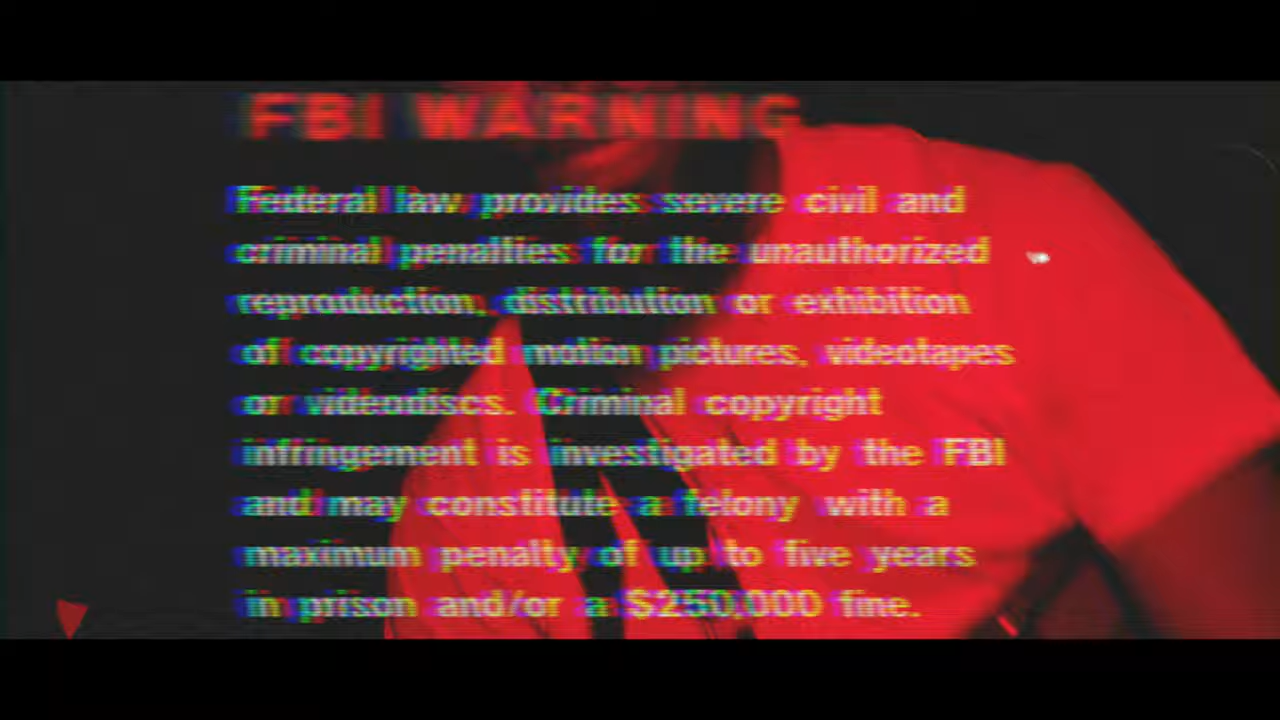 FBI WARNING
Federal law provides severe civil and
criminal penalties for the unauthorized
reproduction, distribution or exhibition
of copyrighted motion pictures, videotapes
or videodiscs. Criminal copyright
infringement is investigated by the FBI
and may constitute a felony with a
maximum penalty of up to five years
in prison and/or a $250,000 fine.